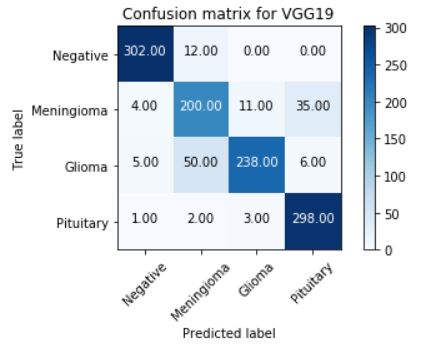 Confusion matrix for VGG19
True label
Negative 302.00 12.00 0.00 0.00
Meningioma 4.00 200.00 11.00 35.00
Glioma 5.00 50.00 238.00 6.00
Pituitary 1.00 2.00 3.00 298.00
Negative Meningioma Glioma Pituitary
Predicted label
300
250
200
150
100
50
0